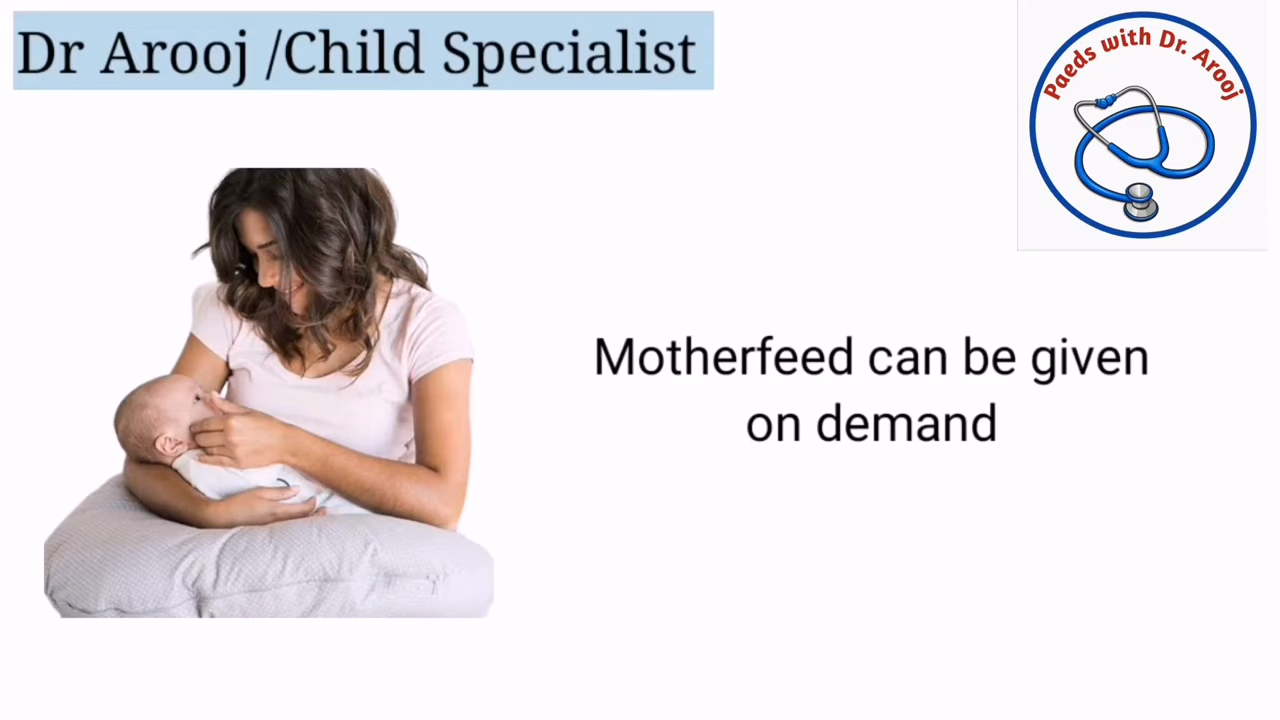 Dr Arooj /Child Specialist
Paeds with Dr. Arooj
Motherfeed can be given
on demand